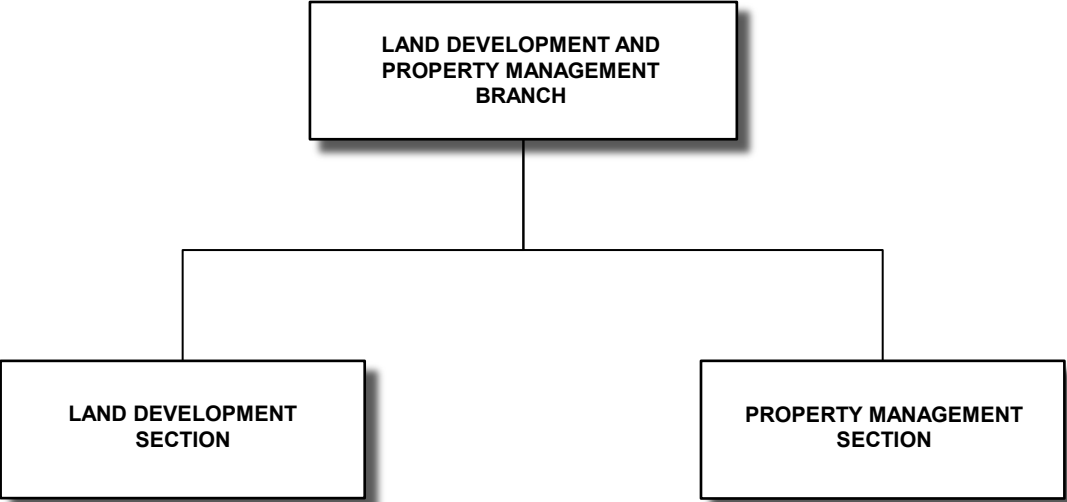 LAND DEVELOPMENT AND
PROPERTY MANAGEMENT
BRANCH
LAND DEVELOPMENT
SECTION
PROPERTY MANAGEMENT
SECTION